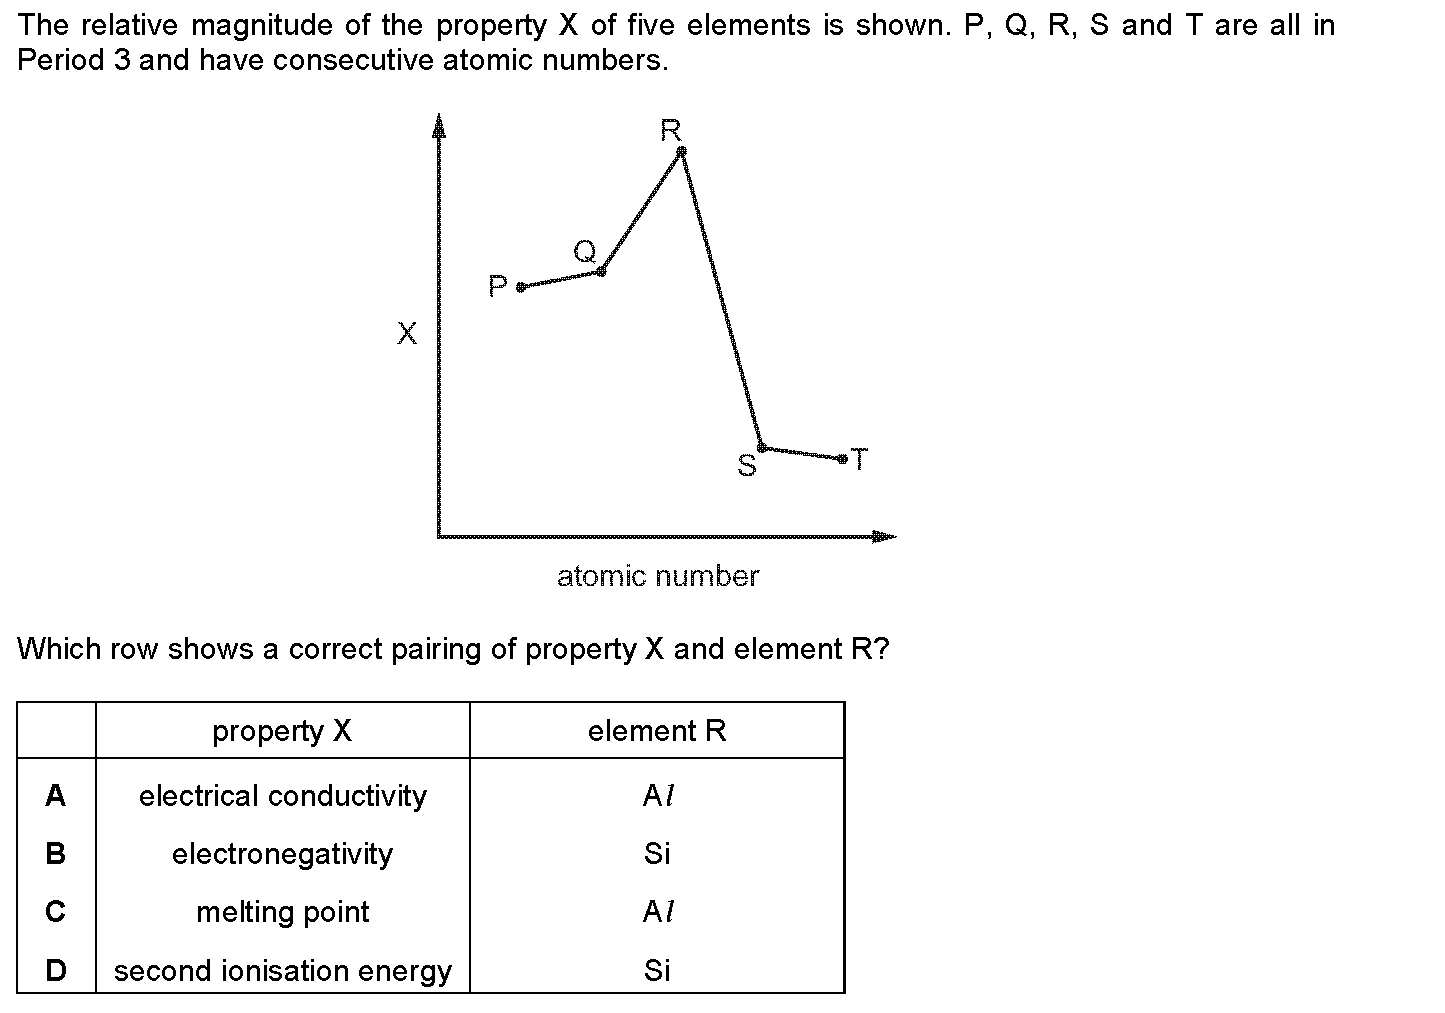 The relative magnitude of the property X of five elements is shown. P, Q, R, S and T are all in
Period 3 and have consecutive atomic numbers.
R
Q
P
X
S
T
atomic number
Which row shows a correct pairing of property X and element R?
property X element R
A electrical conductivity Al
B electronegativity Si
C melting point Al
D second ionisation energy Si